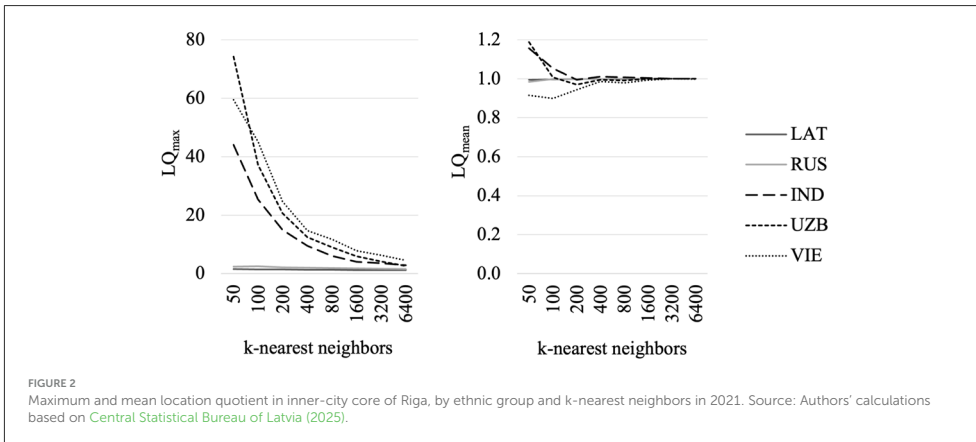 80
60
40
20
0
LQmax
50
100
200
400
800
1600
3200
6400
k-nearest neighbors
1.2
1.0
0.8
0.6
0.4
0.2
0.0
LQmean
50
100
200
400
800
1600
3200
6400
k-nearest neighbors
LAT
RUS
IND
UZB
VIE
FIGURE 2
Maximum and mean location quotient in inner-city core of Riga, by ethnic group and k-nearest neighbors in 2021. Source: Authors' calculations
based on Central Statistical Bureau of Latvia (2025).